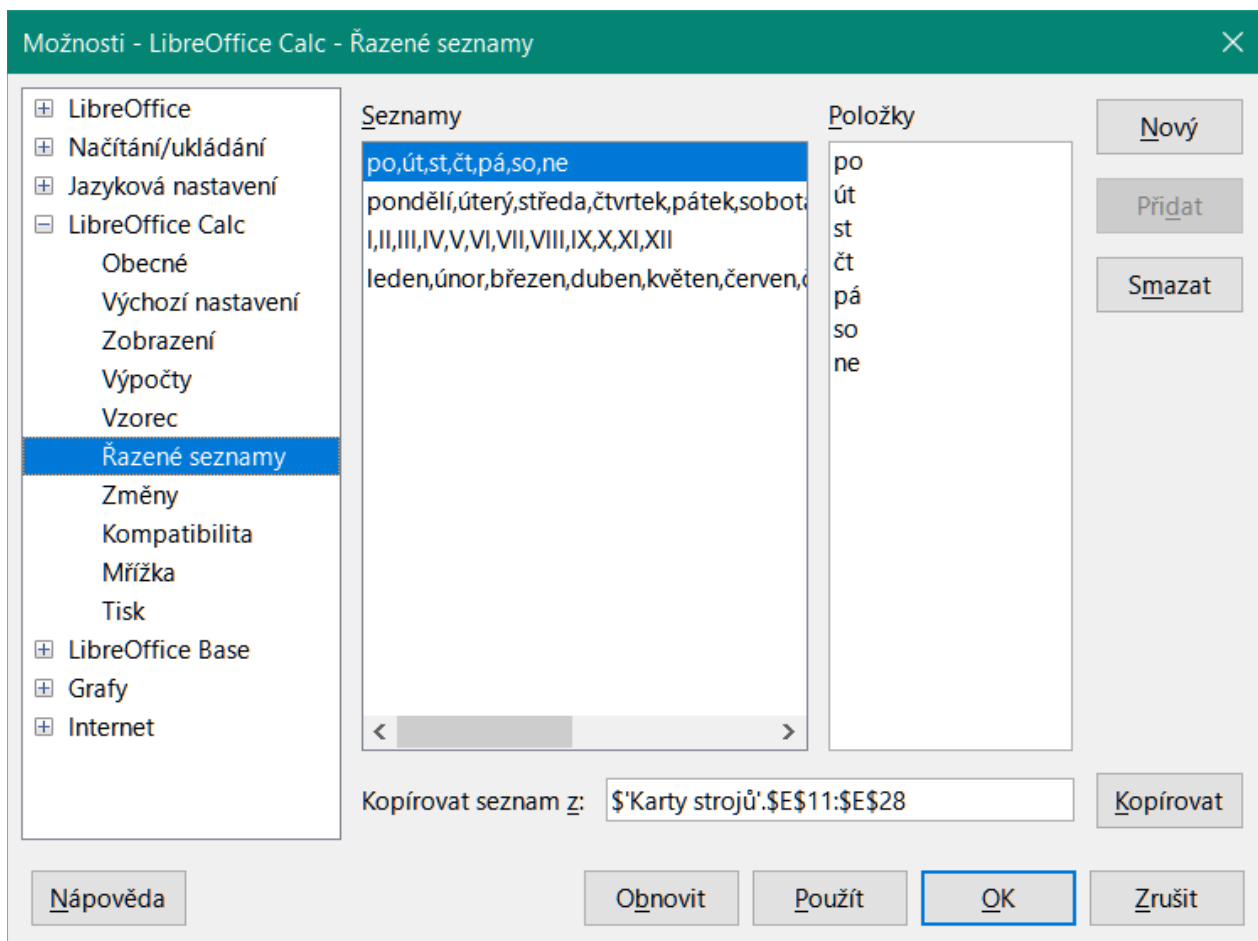 Možnosti - LibreOffice Calc - Řazené seznamy
LibreOffice
Načítání/ukládání
Jazyková nastavení
LibreOffice Calc
Obecné
Výchozí nastavení
Zobrazení
Výpočty
Vzorec
Řazené seznamy
Změny
Kompatibilita
Mřížka
Tisk
LibreOffice Base
Grafy
Internet
Seznamy
po,út,st,čt,pá,so,ne
pondělí,úterý,středa,čtvrtek,pátek,sobota
I,II,III,IV,V,VI,VII,VIII,IX,X,XI,XII
leden,únor,březen,duben,květen,červen,č
Položky
po
út
st
čt
pá
so
ne
Nový
Přidat
Smazat
Kopírovat seznam z:
$'Karty strojů'.$E$11:$E$28
Kopírovat
Nápověda
Obnovit
Použít
OK
Zrušit